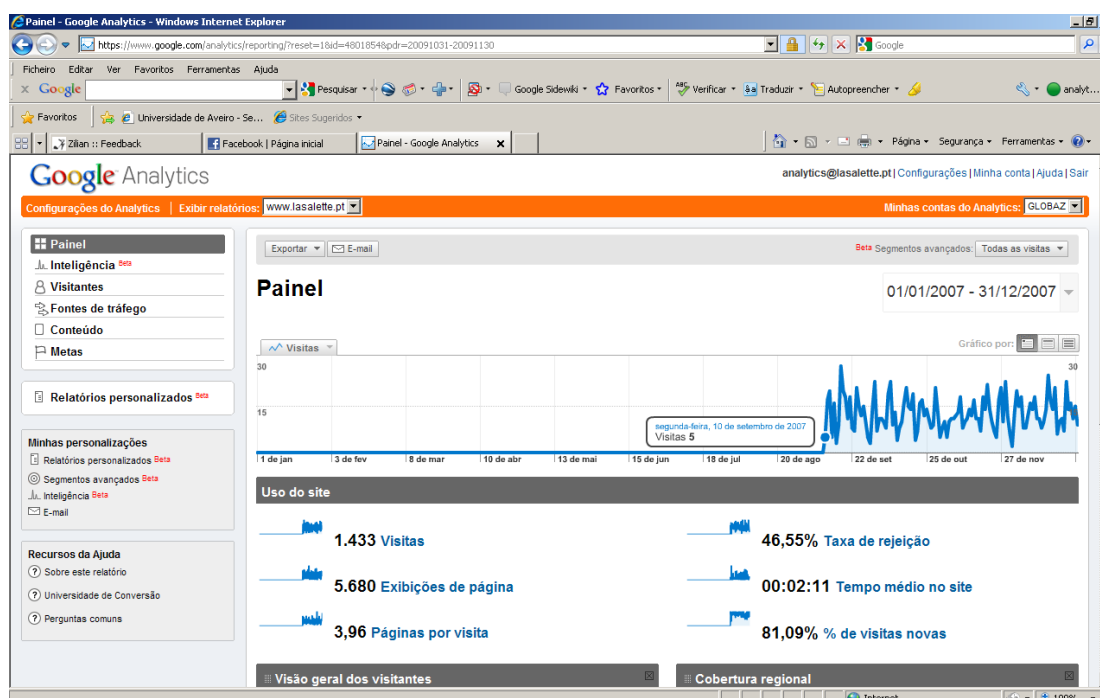 Painel - Google Analytics - Windows Internet Explorer
https://www.google.com/analytics/reporting/?reset=1&id=4801854&pdr=20091031-20091130
Google
Ficheiro Editar Ver Favoritos Ferramentas Ajuda
x Google Pesquisar Google Sidewiki Favoritos Verificar Traduzir Autopreencher analyt...
Favoritos Universidade de Aveiro - Se... Sites Sugeridos
Zilian :: Feedback Facebook | Página inicial Painel - Google Analytics x Página Segurança Ferramentas
Google Analytics
analytics@lasalette.pt | Configurações | Minha conta | Ajuda | Sair
Configurações do Analytics | Exibir relatórios: www.lasalette.pt Minhas contas do Analytics: GLOBAZ
Painel
Inteligência Beta
Visitantes
Fontes de tráfego
Conteúdo
Metas
Relatórios personalizados Beta
Minhas personalizações
Relatórios personalizados Beta
Segmentos avançados Beta
Inteligência Beta
E-mail
Recursos da Ajuda
Sobre este relatório
Universidade de Conversão
Perguntas comuns
Exportar E-mail Beta Segmentos avançados: Todas as visitas
Painel 01/01/2007 - 31/12/2007
Visitas Gráfico por:
30 30
15
segunda-feira, 10 de setembro de 2007
Visitas 5
1 de jan 3 de fev 8 de mar 10 de abr 13 de mai 15 de jun 18 de jul 20 de ago 22 de set 25 de out 27 de nov
Uso do site
1.433 Visitas
46,55% Taxa de rejeição
5.680 Exibições de página
00:02:11 Tempo médio no site
3,96 Páginas por visita
81,09% % de visitas novas
Visão geral dos visitantes
Cobertura regional
Internet 100%